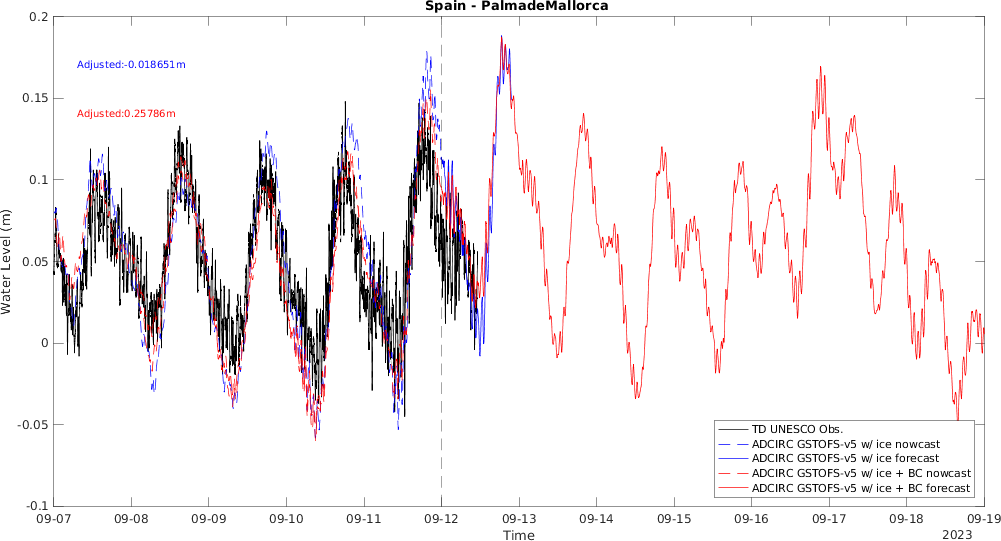 Spain - PalmadeMallorca
0.2
0.15
0.1
0.05
0
-0.05
-0.1
Water Level (m)
Adjusted:-0.018651m
Adjusted:0.25786m
TD UNESCO Obs.
ADCIRC GSTOFS-v5 w/ ice nowcast
ADCIRC GSTOFS-v5 w/ ice forecast
ADCIRC GSTOFS-v5 w/ ice + BC nowcast
ADCIRC GSTOFS-v5 w/ ice + BC forecast
09-07 09-08 09-09 09-10 09-11 09-12 09-13 09-14 09-15 09-16 09-17 09-18 09-19
Time
2023